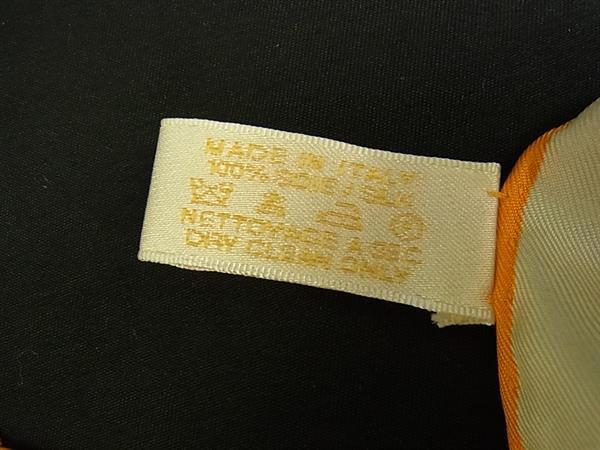 MADE IN ITALY
100% SOIE / SILK
NETTOYAGE A SEC
DRY CLEAN ONLY